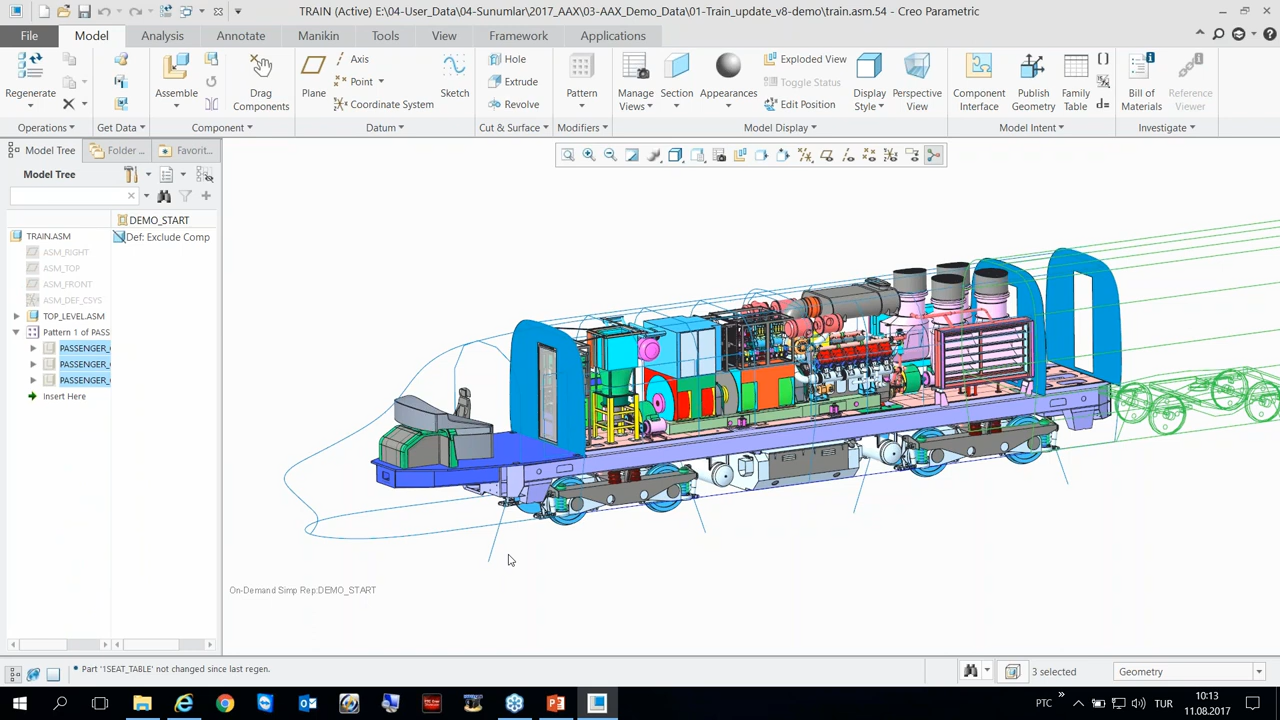 TRAIN (Active) E:\04-User_Data\04-Sunumlar\2017_AAX\03-AAX_Demo_Data\01-Train_update_v8-demo\train.asm.54 - Creo Parametric
File Model Analysis Annotate Manikin Tools View Framework Applications
Regenerate
Assemble
Drag Components
Plane
Axis
Point
Coordinate System
Sketch
Hole
Extrude
Revolve
Pattern
Manage Views
Section
Appearances
Exploded View
Toggle Status
Edit Position
Display Style
Perspective View
Component Interface
Publish Geometry
Family Table
Bill of Materials
Reference Viewer
Operations Get Data Component Datum Cut & Surface Modifiers Model Display Model Intent Investigate
Model Tree Folder... Favorit...
Model Tree
DEMO_START
TRAIN.ASM Def: Exclude Comp
ASM_RIGHT
ASM_TOP
ASM_FRONT
ASM_DEF_CSYS
TOP_LEVEL.ASM
Pattern 1 of PASS
PASSENGER_
PASSENGER_
PASSENGER_
Insert Here
On-Demand Simp Rep:DEMO_START
Part '1SEAT_TABLE' not changed since last regen.
3 selected
Geometry
PTC
TUR
10:13
11.08.2017